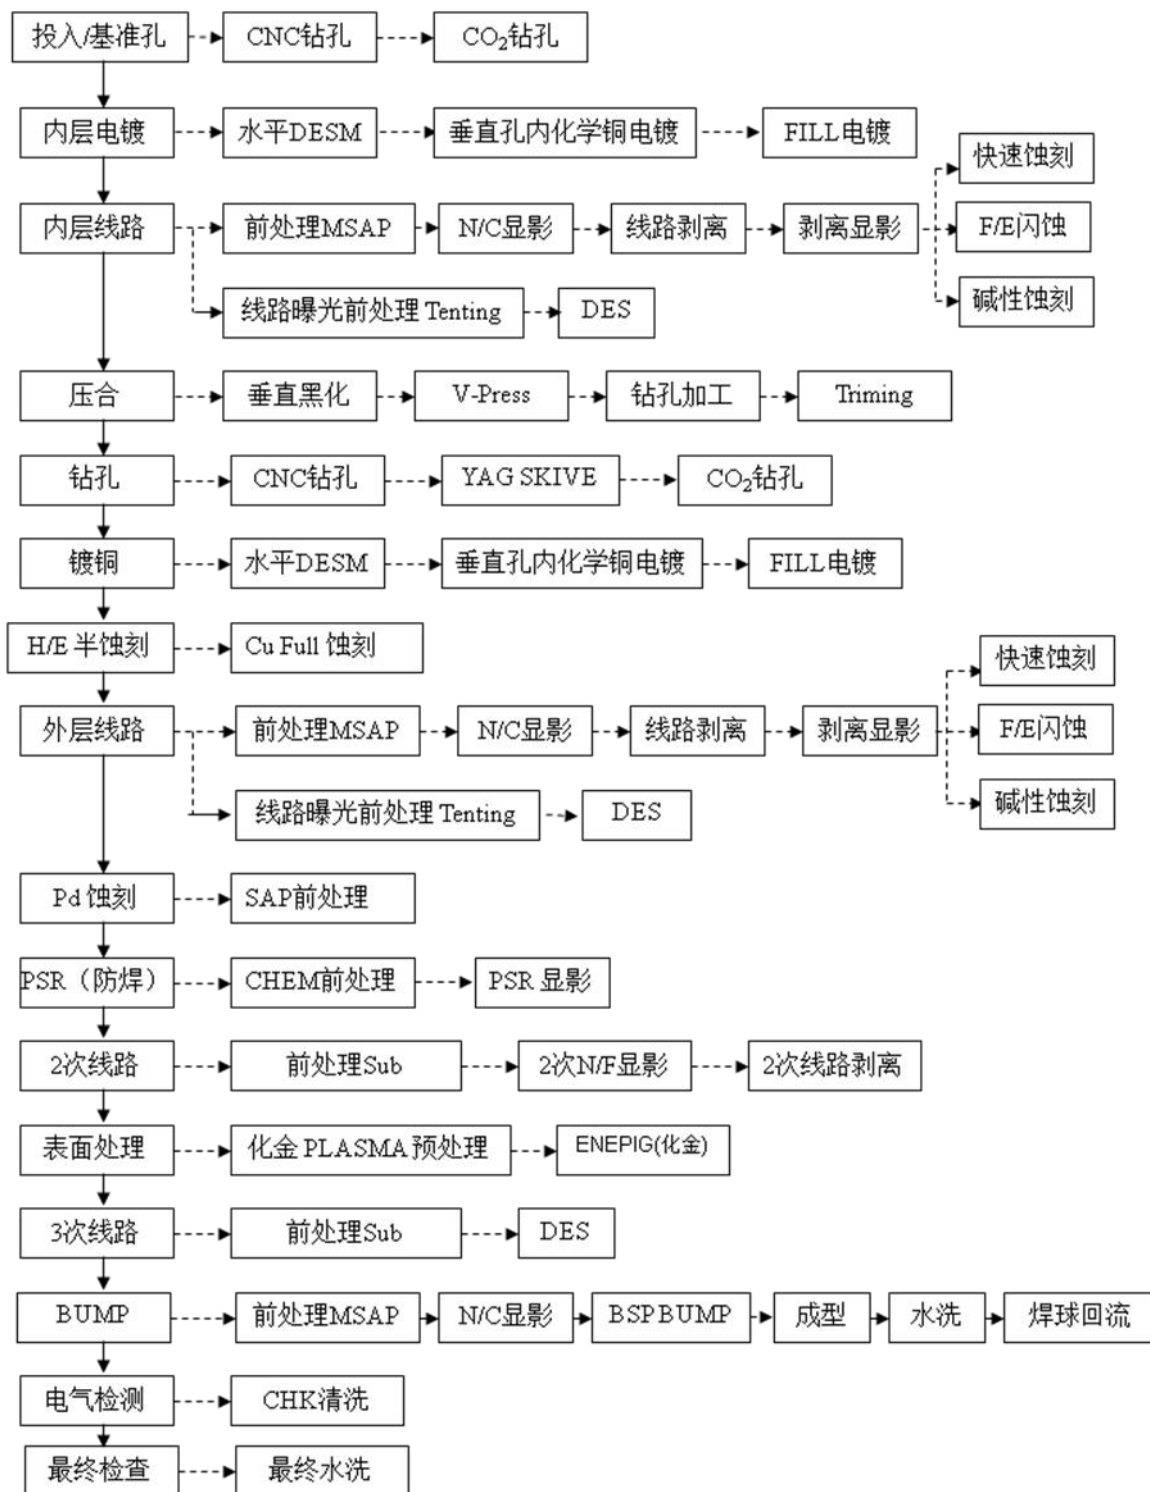 投入/基准孔
CNC钻孔
CO₂钻孔
内层电镀
水平DESM
垂直孔内化学铜电镀
FILL电镀
快速蚀刻
内层线路
前处理MSAP
N/C显影
线路剥离
剥离显影
F/E闪蚀
碱性蚀刻
线路曝光前处理 Tenting
DES
压合
垂直黑化
V-Press
钻孔加工
Triming
钻孔
CNC钻孔
YAG SKIVE
CO₂钻孔
镀铜
水平DESM
垂直孔内化学铜电镀
FILL电镀
H/E 半蚀刻
Cu Full 蚀刻
快速蚀刻
外层线路
前处理MSAP
N/C显影
线路剥离
剥离显影
F/E闪蚀
碱性蚀刻
线路曝光前处理 Tenting
DES
Pd 蚀刻
SAP前处理
PSR（防焊）
CHEM前处理
PSR 显影
2次线路
前处理Sub
2次N/F显影
2次线路剥离
表面处理
化金 PLASMA 预处理
ENEPIG(化金)
3次线路
前处理Sub
DES
BUMP
前处理MSAP
N/C显影
BSPBUMP
成型
水洗
焊球回流
电气检测
CHK清洗
最终检查
最终水洗